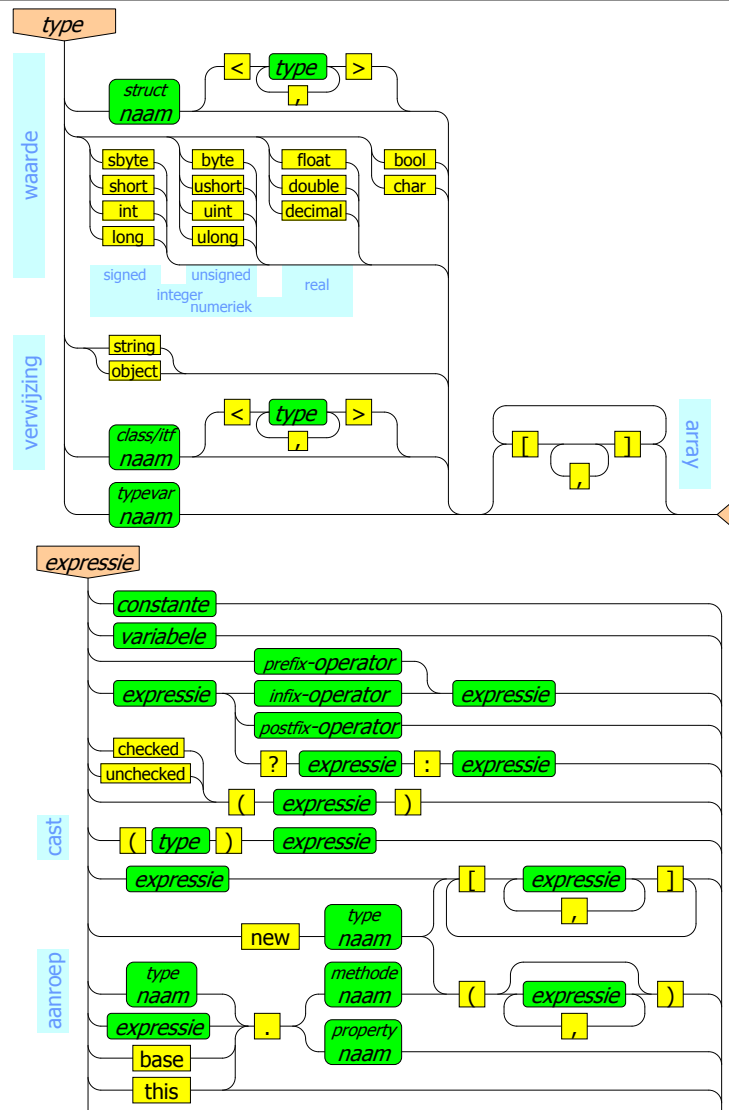 type
< type >
,
struct
naam
waarde
sbyte byte float bool
short ushort double char
int uint decimal
long ulong
signed unsigned real
integer
numeriek
string
object
verwijzing
< type >
,
class/itf
naam
[ , ]
array
typevar
naam
expressie
constante
variabele
prefix-operator
expressie infix-operator expressie
postfix-operator
checked
? expressie : expressie
unchecked
( expressie )
cast
( type ) expressie
expressie [ expressie ]
,
type
new naam
aanroep
type methode
naam naam ( expressie )
expressie . ,
property
naam
base
this